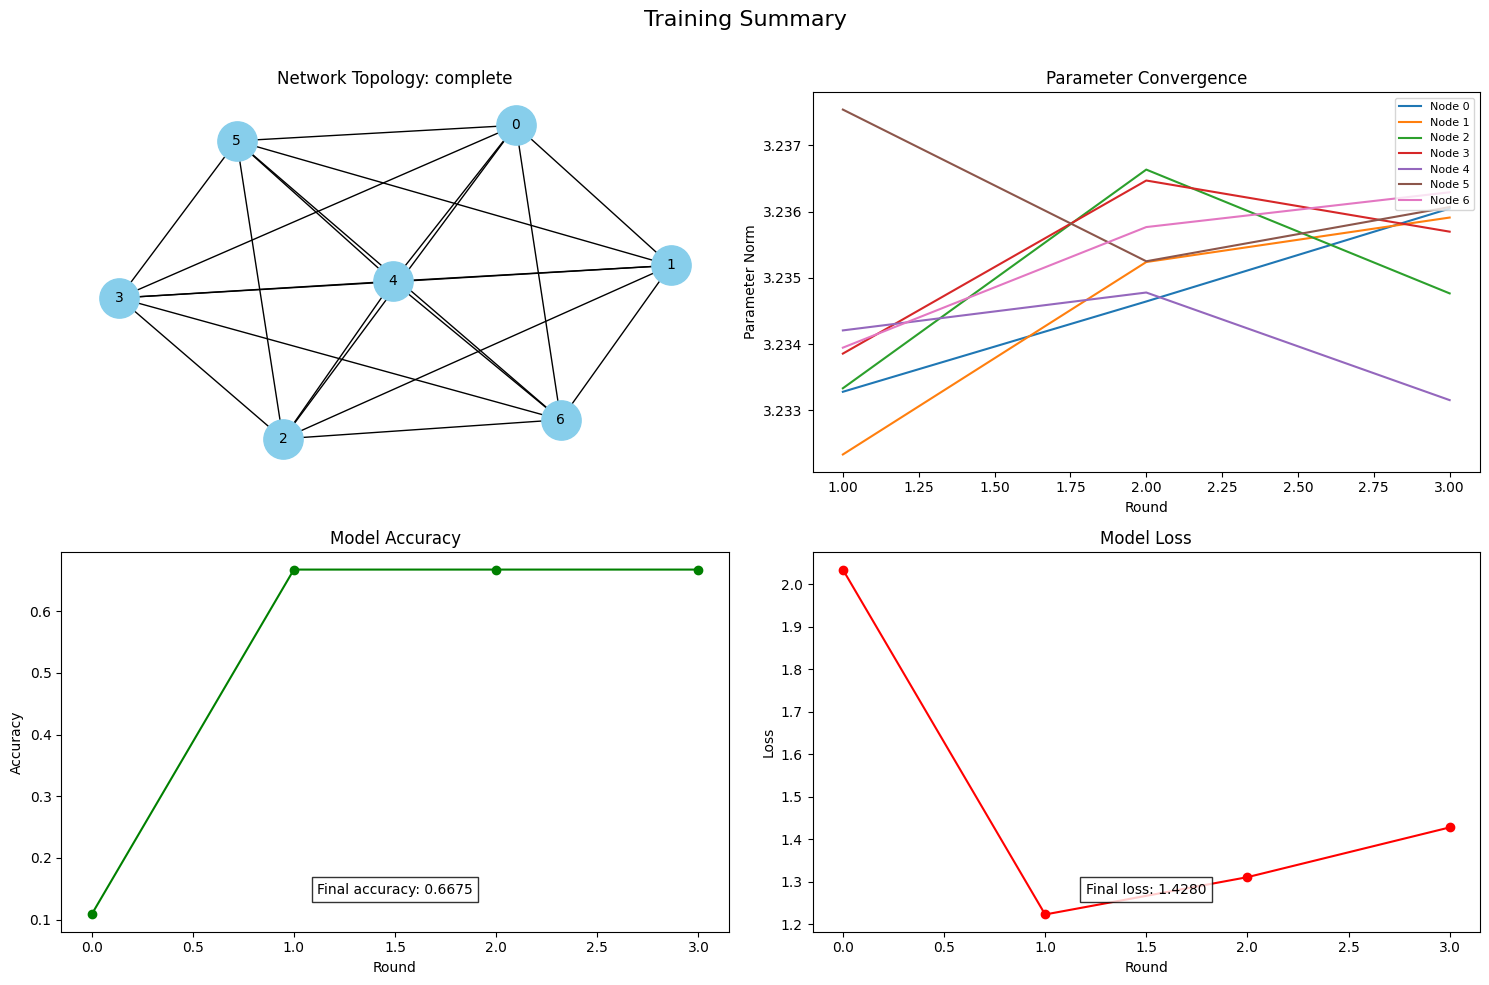 Training Summary
Network Topology: complete
5
0
1
4
3
6
2
Parameter Convergence
Node 0
Node 1
Node 2
Node 3
Node 4
Node 5
Node 6
3.237
3.236
3.235
3.234
3.233
Parameter Norm
1.00 1.25 1.50 1.75 2.00 2.25 2.50 2.75 3.00
Round
Model Accuracy
0.6
0.5
0.4
0.3
0.2
0.1
Accuracy
Final accuracy: 0.6675
0.0 0.5 1.0 1.5 2.0 2.5 3.0
Round
Model Loss
2.0
1.9
1.8
1.7
1.6
1.5
1.4
1.3
1.2
Loss
Final loss: 1.4280
0.0 0.5 1.0 1.5 2.0 2.5 3.0
Round